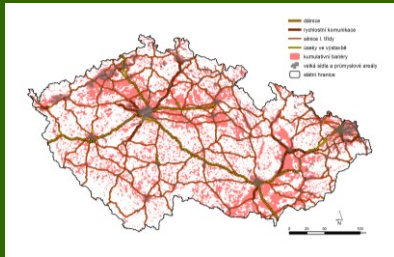 dálnice
rychlostní komunikace
silnice I. třídy
úseky ve výstavbě
kumulativní bariéry
velká sídla a průmyslové areály
státní hranice